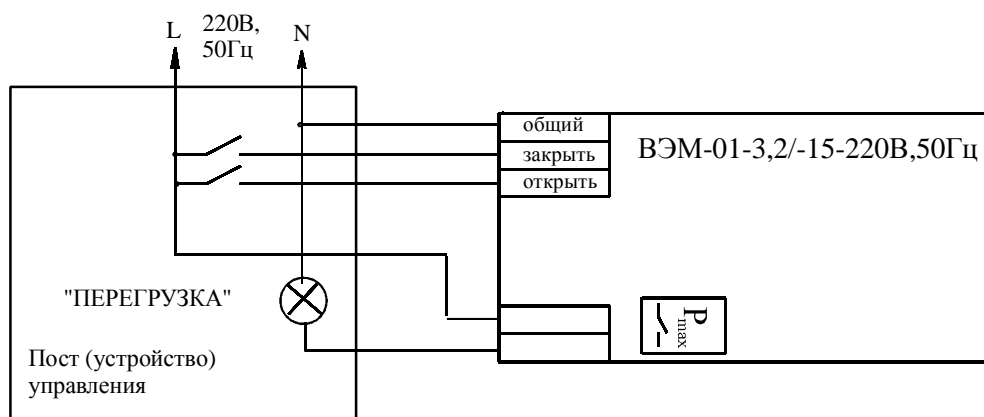 L
220В,
50Гц
N
общий
закрыть
открыть
ВЭМ-01-3,2/-15-220В,50Гц
"ПЕРЕГРУЗКА"
Pmax
Пост (устройство)
управления